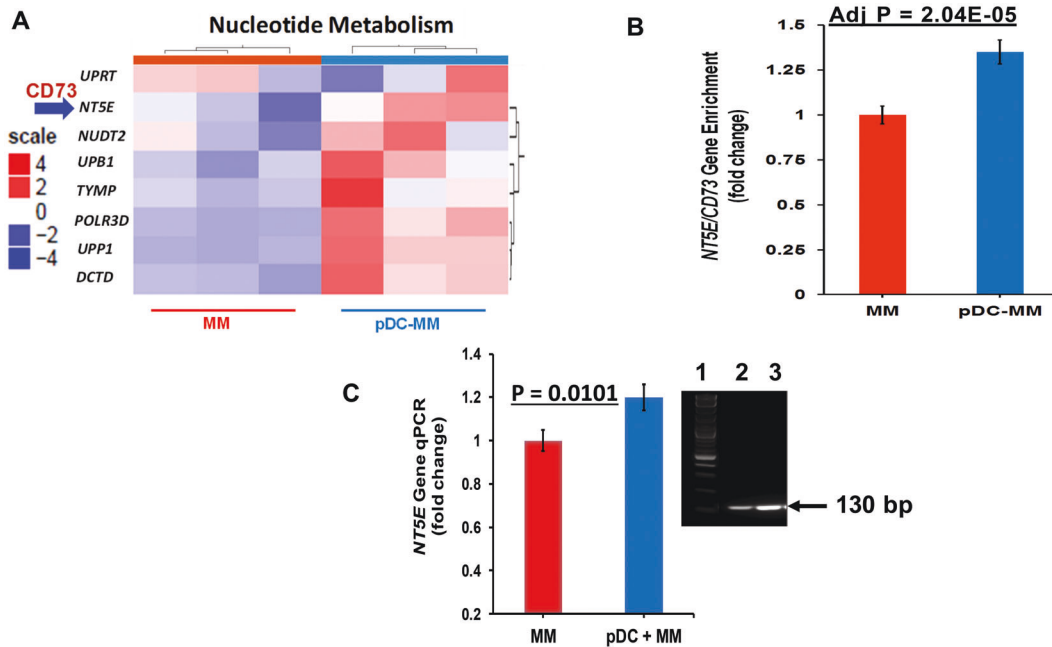 A
Nucleotide Metabolism
UPRT
CD73
NT5E
NUDT2
UPB1
TYMP
POLR3D
UPP1
DCTD
scale
4
2
0
−2
−4
MM
pDC-MM
B
Adj P = 2.04E-05
NT5E/CD73 Gene Enrichment
(fold change)
1.5
1.25
1
0.75
0.5
0.25
0
MM
pDC-MM
C
P = 0.0101
NT5E Gene qPCR
(fold change)
1.4
1.2
1
0.8
0.6
0.4
0.2
MM
pDC + MM
1 2 3
130 bp